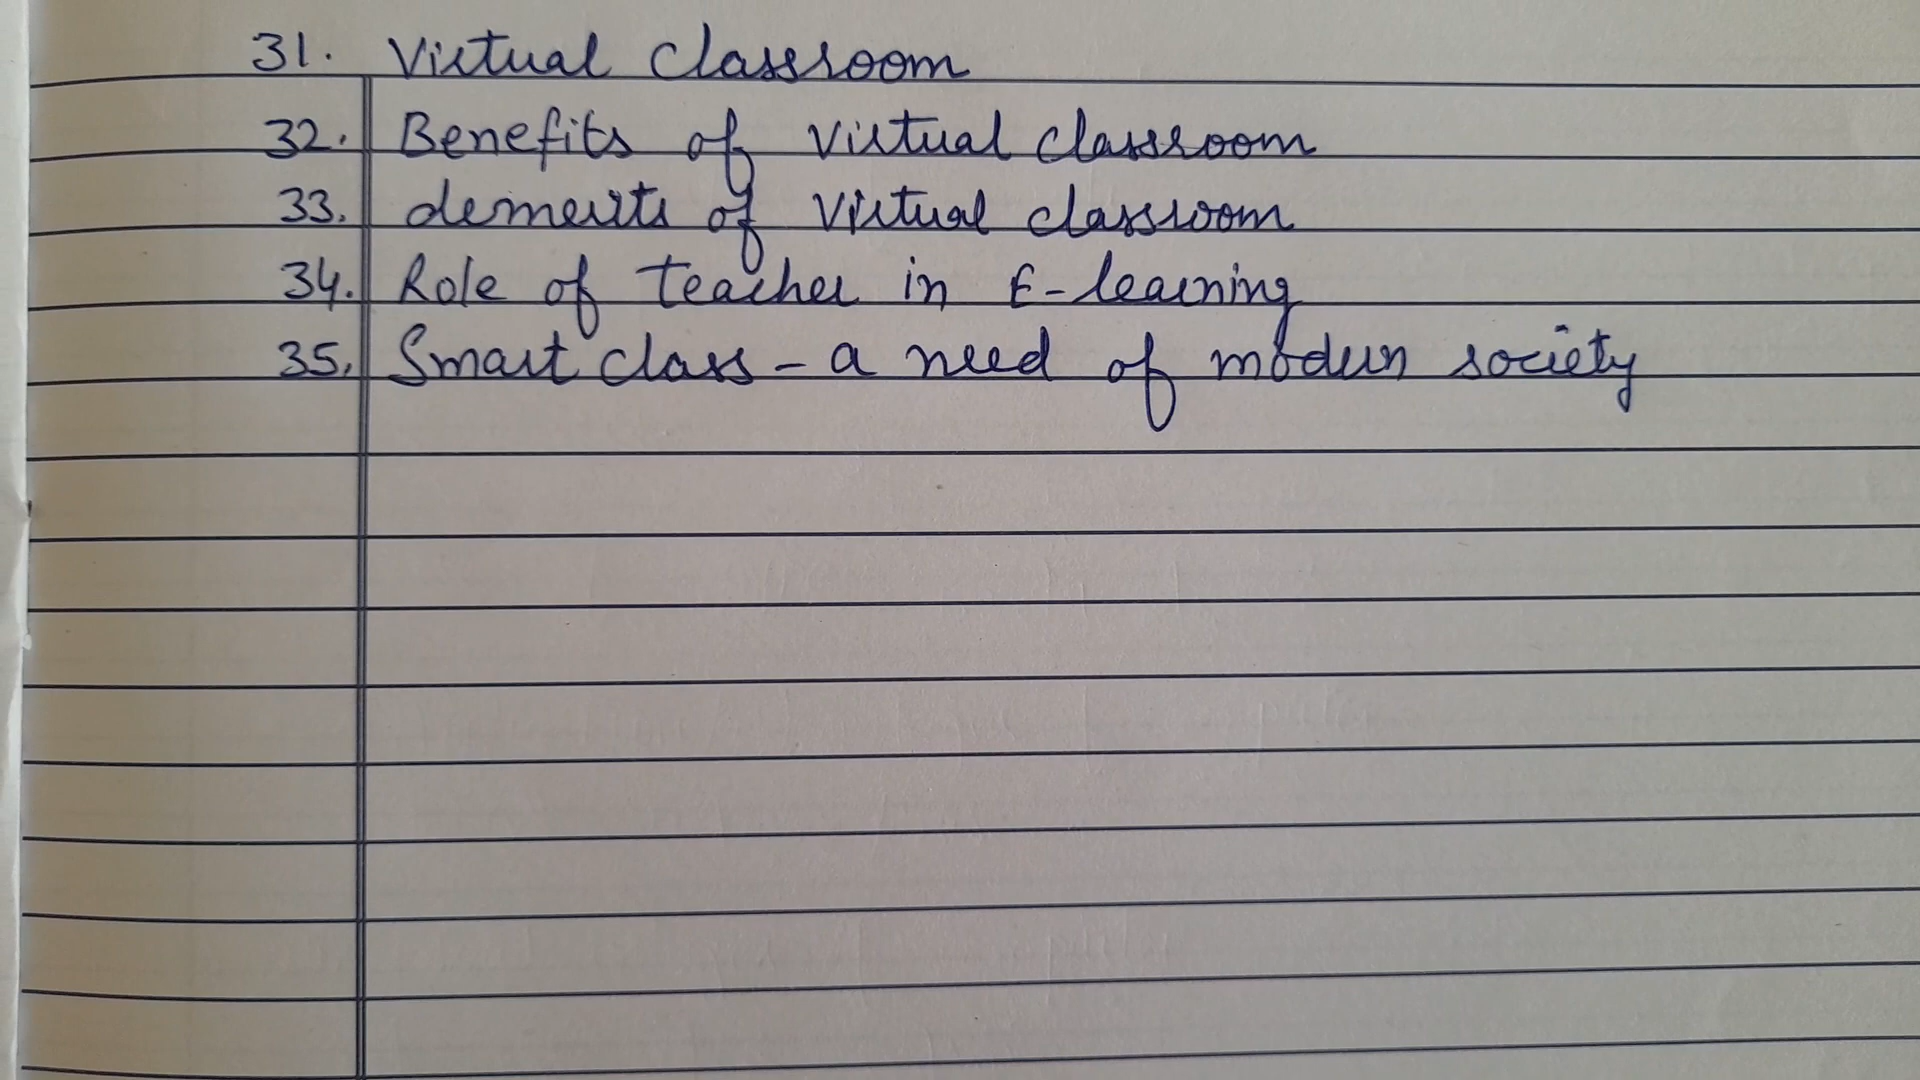 31. Virtual Classroom
32. Benefits of Virtual classroom
33. demerits of Virtual classroom
34. Role of teacher in E-learning
35. Smart class - a need of modern society